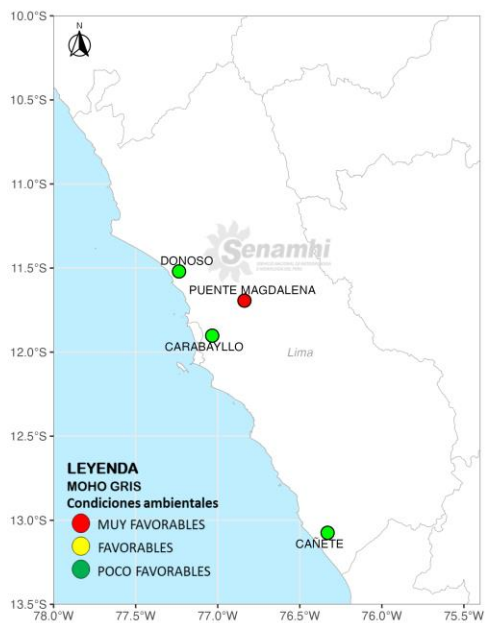 10.0°S
N
10.5°S
11.0°S
Senamhi
11.5°S
DONOSO
PUENTE MAGDALENA
12.0°S
CARABAYLLO
Lima
12.5°S
LEYENDA
MOHO GRIS
Condiciones ambientales
MUY FAVORABLES
13.0°S
FAVORABLES
CAÑETE
POCO FAVORABLES
13.5°S
78.0°W 77.5°W 77.0°W 76.5°W 76.0°W 75.5°W